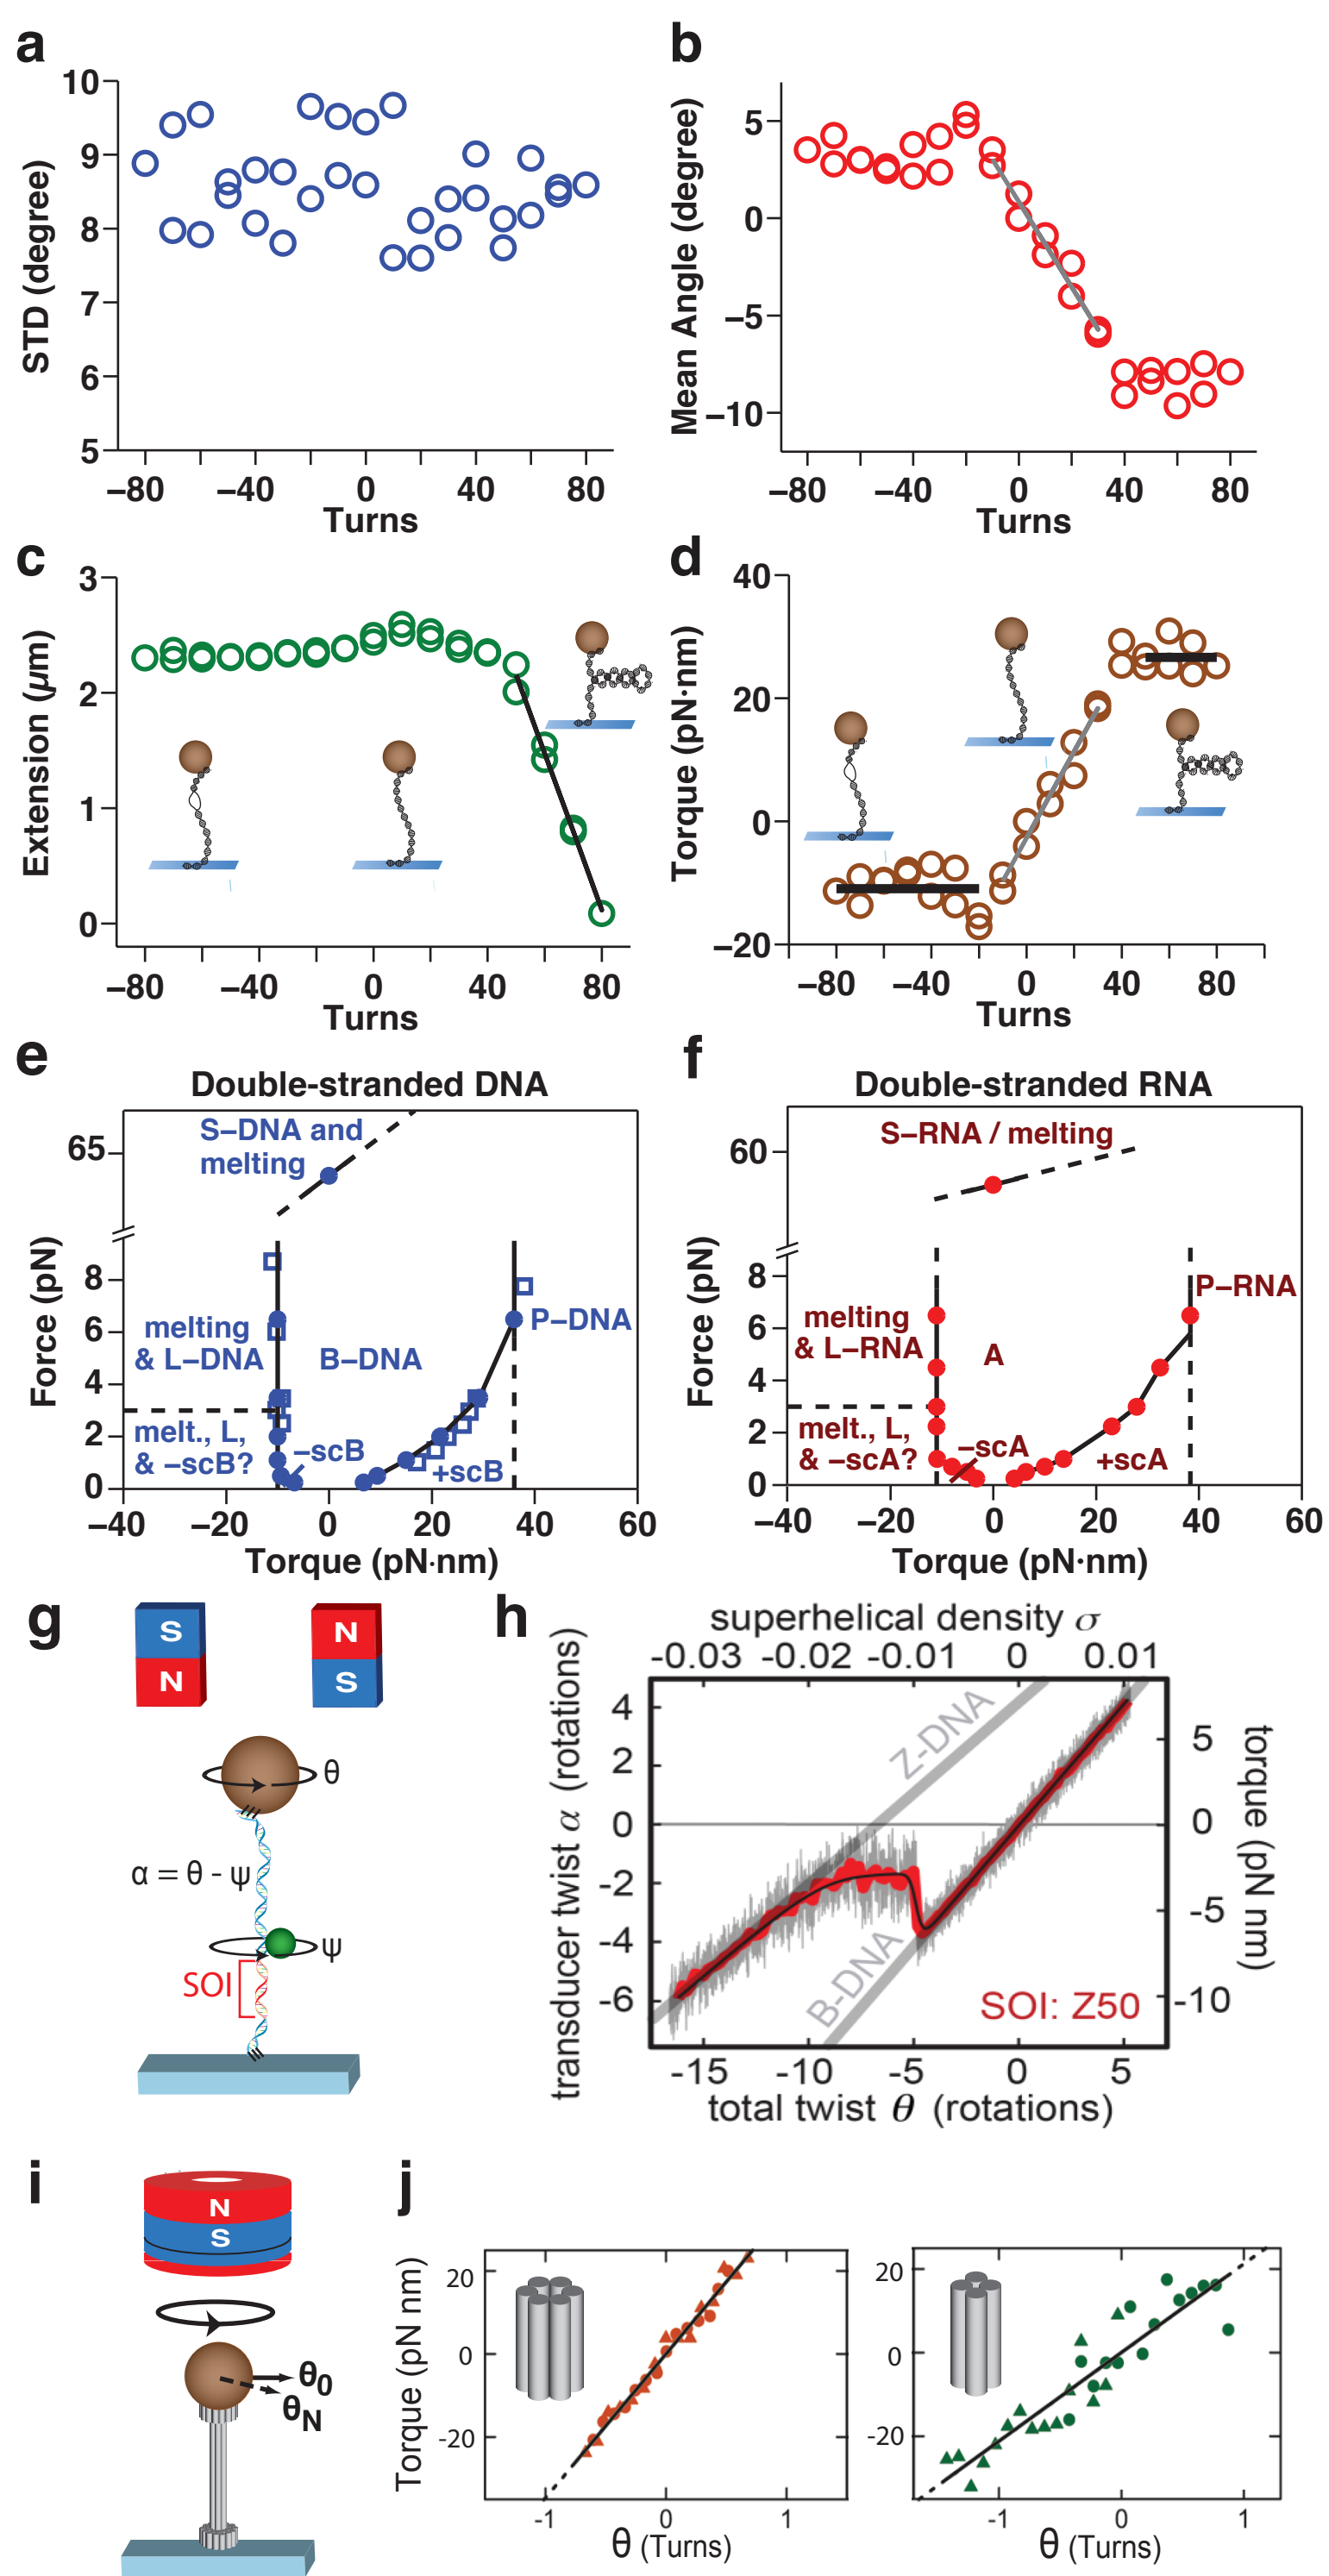 a
STD (degree)
10
9
8
7
6
5
−80 −40 0 40 80
Turns
b
Mean Angle (degree)
5
0
−5
−10
−80 −40 0 40 80
Turns
c
Extension (μm)
3
2
1
0
−80 −40 0 40 80
Turns
d
Torque (pN·nm)
40
20
0
−20
−80 −40 0 40 80
Turns
e
Double-stranded DNA
Force (pN)
65
8
6
4
2
0
S−DNA and
melting
melting
& L−DNA
B−DNA
P−DNA
melt., L,
& −scB?
−scB
+scB
−40 −20 0 20 40 60
Torque (pN·nm)
f
Double-stranded RNA
Force (pN)
60
8
6
4
2
0
S−RNA / melting
melting
& L−RNA
A
P−RNA
melt., L,
& −scA?
−scA
+scA
−40 −20 0 20 40 60
Torque (pN·nm)
g
S N
N S
θ
α = θ - ψ
ψ
SOI
h
superhelical density σ
-0.03 -0.02 -0.01 0 0.01
transducer twist α (rotations)
4
2
0
-2
-4
-6
Z-DNA
B-DNA
SOI: Z50
5
0
-5
-10
torque (pN nm)
-15 -10 -5 0 5
total twist θ (rotations)
i
N
S
θ0
θN
j
Torque (pN nm)
20
0
-20
-1 0 1
θ (Turns)
20
0
-20
-1 0 1
θ (Turns)